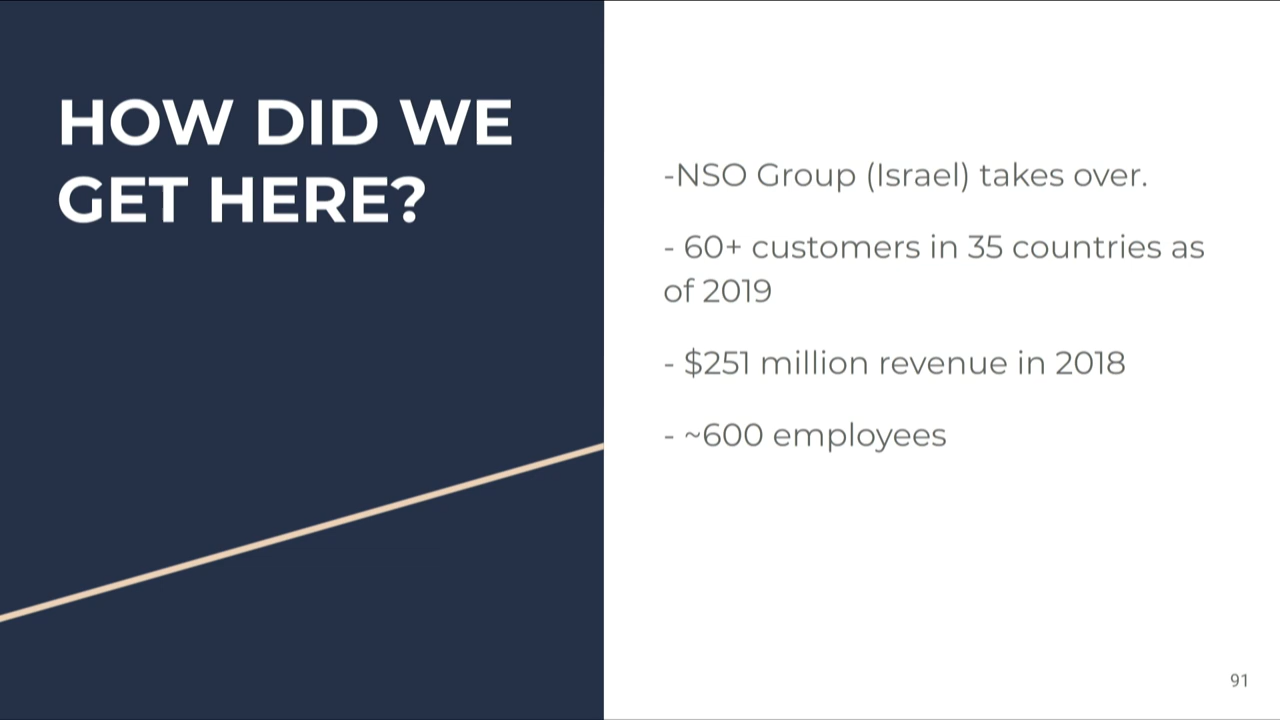 HOW DID WE
GET HERE?
-NSO Group (Israel) takes over.
- 60+ customers in 35 countries as
of 2019
- $251 million revenue in 2018
- ~600 employees
91